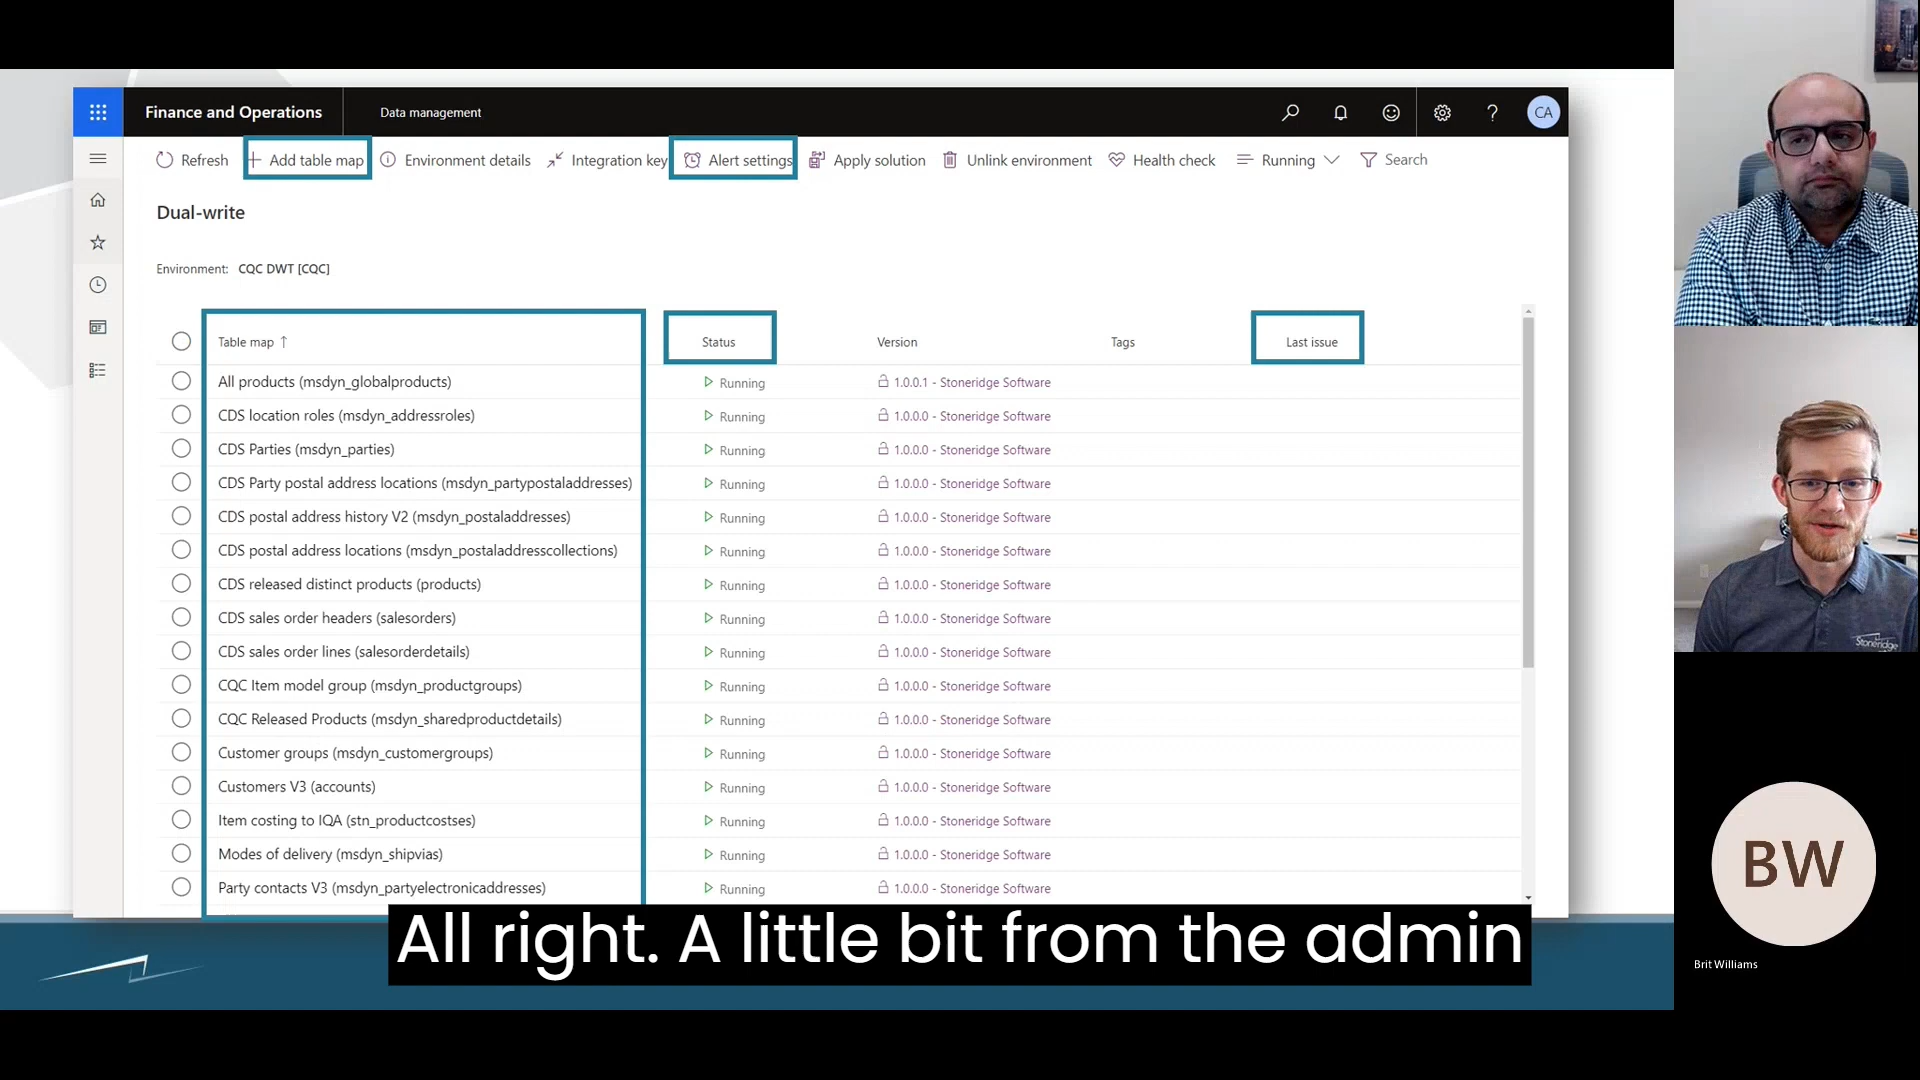 Finance and Operations
Data management
CA
Refresh
Add table map
Environment details
Integration key
Alert settings
Apply solution
Unlink environment
Health check
Running
Search
Dual-write
Environment: CQC DWT [CQC]
Table map ↑ Status Version Tags Last issue
All products (msdyn_globalproducts) Running 1.0.0.1 - Stoneridge Software
CDS location roles (msdyn_addressroles) Running 1.0.0.0 - Stoneridge Software
CDS Parties (msdyn_parties) Running 1.0.0.0 - Stoneridge Software
CDS Party postal address locations (msdyn_partypostaladdresses) Running 1.0.0.0 - Stoneridge Software
CDS postal address history V2 (msdyn_postaladdresses) Running 1.0.0.0 - Stoneridge Software
CDS postal address locations (msdyn_postaladdresscollections) Running 1.0.0.0 - Stoneridge Software
CDS released distinct products (products) Running 1.0.0.0 - Stoneridge Software
CDS sales order headers (salesorders) Running 1.0.0.0 - Stoneridge Software
CDS sales order lines (salesorderdetails) Running 1.0.0.0 - Stoneridge Software
CQC Item model group (msdyn_productgroups) Running 1.0.0.0 - Stoneridge Software
CQC Released Products (msdyn_sharedproductdetails) Running 1.0.0.0 - Stoneridge Software
Customer groups (msdyn_customergroups) Running 1.0.0.0 - Stoneridge Software
Customers V3 (accounts) Running 1.0.0.0 - Stoneridge Software
Item costing to IQA (stn_productcostses) Running 1.0.0.0 - Stoneridge Software
Modes of delivery (msdyn_shipvias) Running 1.0.0.0 - Stoneridge Software
Party contacts V3 (msdyn_partyelectronicaddresses) Running 1.0.0.0 - Stoneridge Software
All right. A little bit from the admin
Stoneridge
BW
Brit Williams